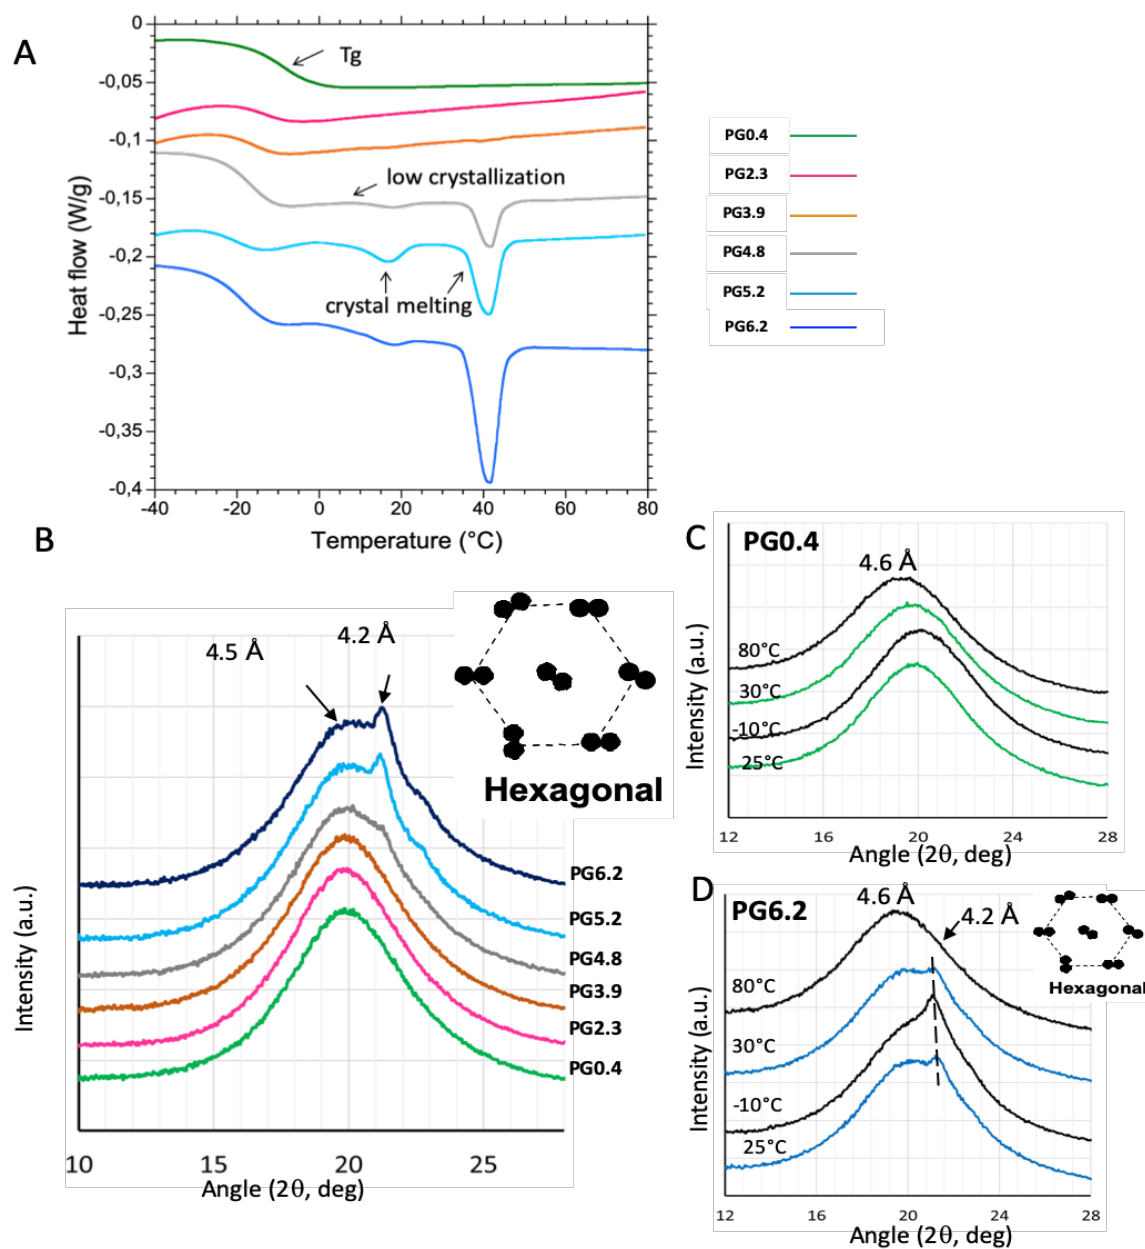 A
0
-0,05
-0,1
-0,15
-0,2
-0,25
-0,3
-0,35
-0,4
Heat flow (W/g)
Tg
low crystallization
crystal melting
-40
-20
0
20
40
60
80
Temperature (°C)
PG0.4
PG2.3
PG3.9
PG4.8
PG5.2
PG6.2
B
4.5 Å
4.2 Å
Hexagonal
PG6.2
PG5.2
PG4.8
PG3.9
PG2.3
PG0.4
Intensity (a.u.)
10
15
20
25
Angle (2θ, deg)
C
PG0.4
4.6 Å
80°C
30°C
-10°C
25°C
Intensity (a.u.)
12
16
20
24
28
Angle (2θ, deg)
D
PG6.2
4.6 Å
4.2 Å
Hexagonal
80°C
30°C
-10°C
25°C
Intensity (a.u.)
12
16
20
24
28
Angle (2θ, deg)